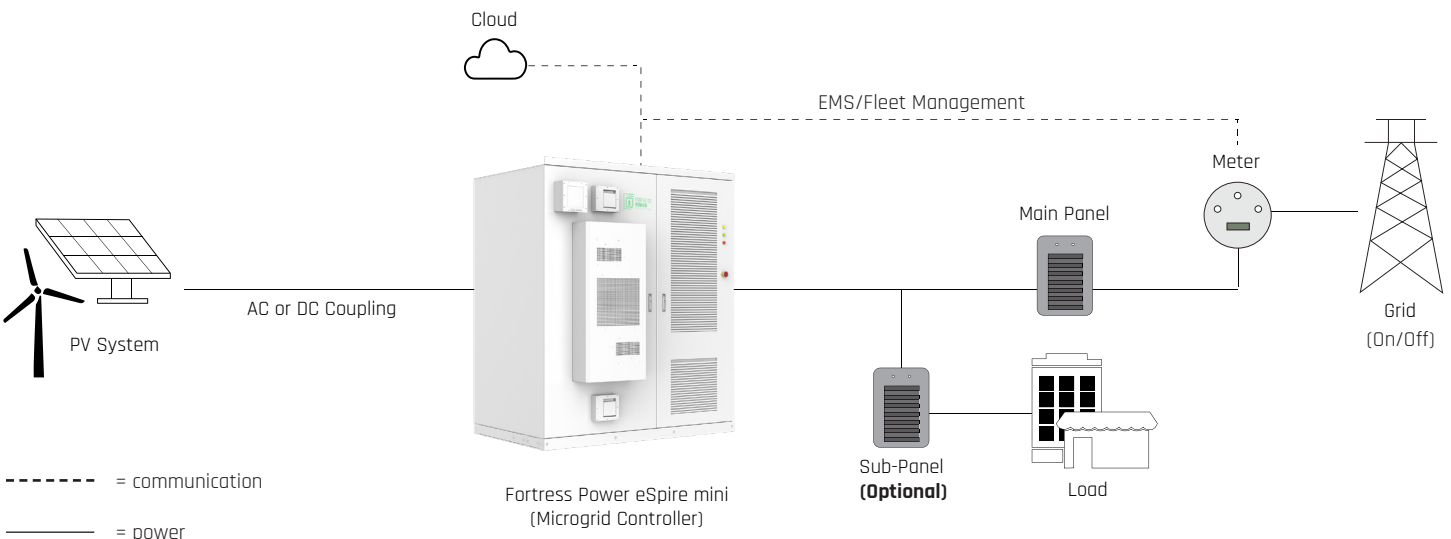 Cloud
EMS/Fleet Management
Meter
Main Panel
AC or DC Coupling
PV System
Grid
(On/Off)
Sub-Panel
(Optional)
Load
Fortress Power eSpire mini
(Microgrid Controller)
= communication
= power